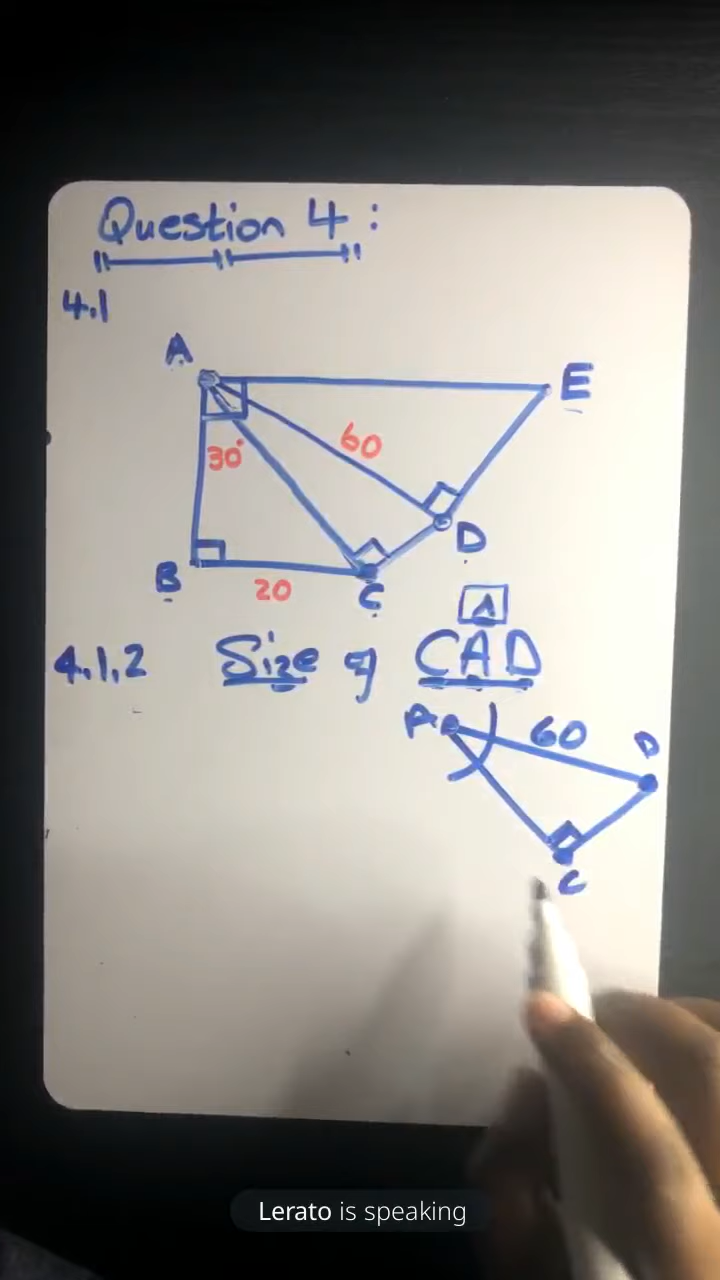 Question 4:
4.1
A
E
60
30°
D
B
20
C
A
4.1.2 Size of CAD
A
60
D
C
Lerato is speaking